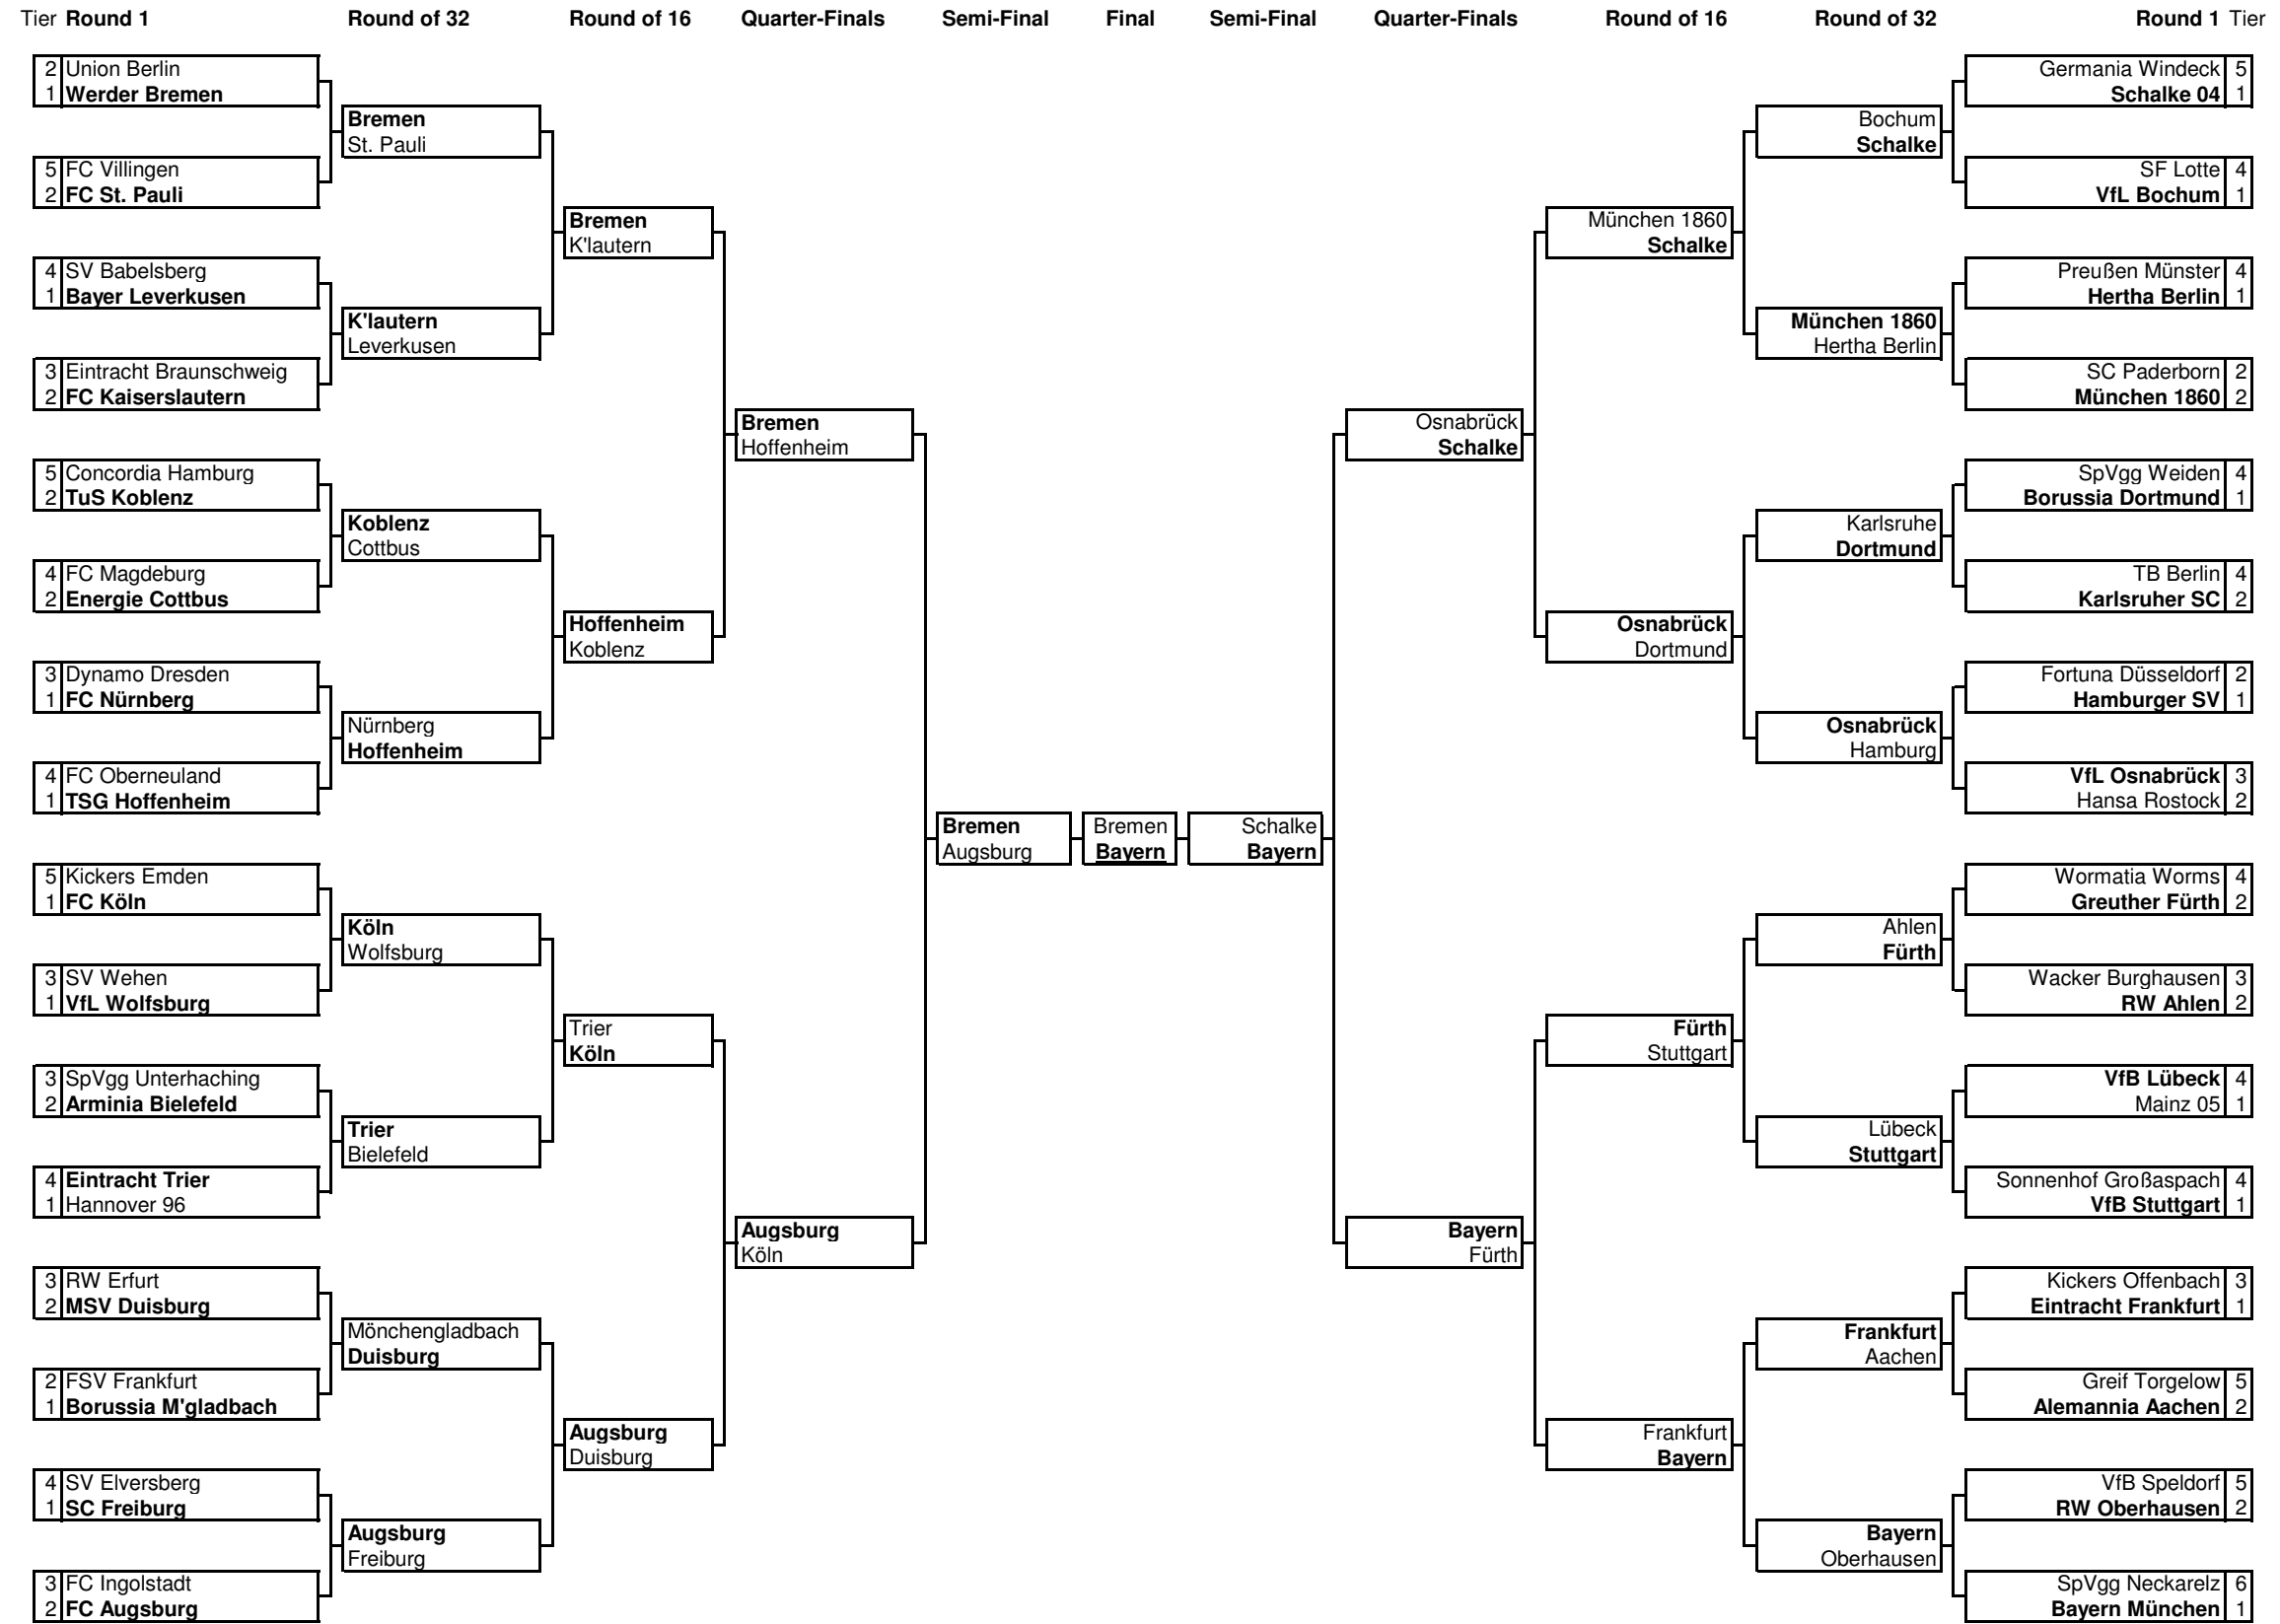 Tier Round 1 Round of 32 Round of 16 Quarter-Finals Semi-Final Final Semi-Final Quarter-Finals Round of 16 Round of 32 Round 1 Tier
2 Union Berlin
1 Werder Bremen
5 FC Villingen
2 FC St. Pauli
4 SV Babelsberg
1 Bayer Leverkusen
3 Eintracht Braunschweig
2 FC Kaiserslautern
5 Concordia Hamburg
2 TuS Koblenz
4 FC Magdeburg
2 Energie Cottbus
3 Dynamo Dresden
1 FC Nürnberg
4 FC Oberneuland
1 TSG Hoffenheim
5 Kickers Emden
1 FC Köln
3 SV Wehen
1 VfL Wolfsburg
3 SpVgg Unterhaching
2 Arminia Bielefeld
4 Eintracht Trier
1 Hannover 96
3 RW Erfurt
2 MSV Duisburg
2 FSV Frankfurt
1 Borussia M'gladbach
4 SV Elversberg
1 SC Freiburg
3 FC Ingolstadt
2 FC Augsburg
Bremen
St. Pauli
K'lautern
Leverkusen
Koblenz
Cottbus
Nürnberg
Hoffenheim
Köln
Wolfsburg
Trier
Bielefeld
Mönchengladbach
Duisburg
Augsburg
Freiburg
Bremen
K'lautern
Hoffenheim
Koblenz
Trier
Köln
Augsburg
Duisburg
Bremen
Hoffenheim
Augsburg
Köln
Bremen
Augsburg
Bremen
Bayern
Schalke
Bayern
Osnabrück
Schalke
Bayern
Fürth
München 1860
Schalke
Osnabrück
Dortmund
Fürth
Stuttgart
Frankfurt
Bayern
Bochum
Schalke
München 1860
Hertha Berlin
Karlsruhe
Dortmund
Osnabrück
Hamburg
Ahlen
Fürth
Lübeck
Stuttgart
Frankfurt
Aachen
Bayern
Oberhausen
Germania Windeck 5
Schalke 04 1
SF Lotte 4
VfL Bochum 1
Preußen Münster 4
Hertha Berlin 1
SC Paderborn 2
München 1860 2
SpVgg Weiden 4
Borussia Dortmund 1
TB Berlin 4
Karlsruher SC 2
Fortuna Düsseldorf 2
Hamburger SV 1
VfL Osnabrück 3
Hansa Rostock 2
Wormatia Worms 4
Greuther Fürth 2
Wacker Burghausen 3
RW Ahlen 2
VfB Lübeck 4
Mainz 05 1
Sonnenhof Großaspach 4
VfB Stuttgart 1
Kickers Offenbach 3
Eintracht Frankfurt 1
Greif Torgelow 5
Alemannia Aachen 2
VfB Speldorf 5
RW Oberhausen 2
SpVgg Neckarelz 6
Bayern München 1